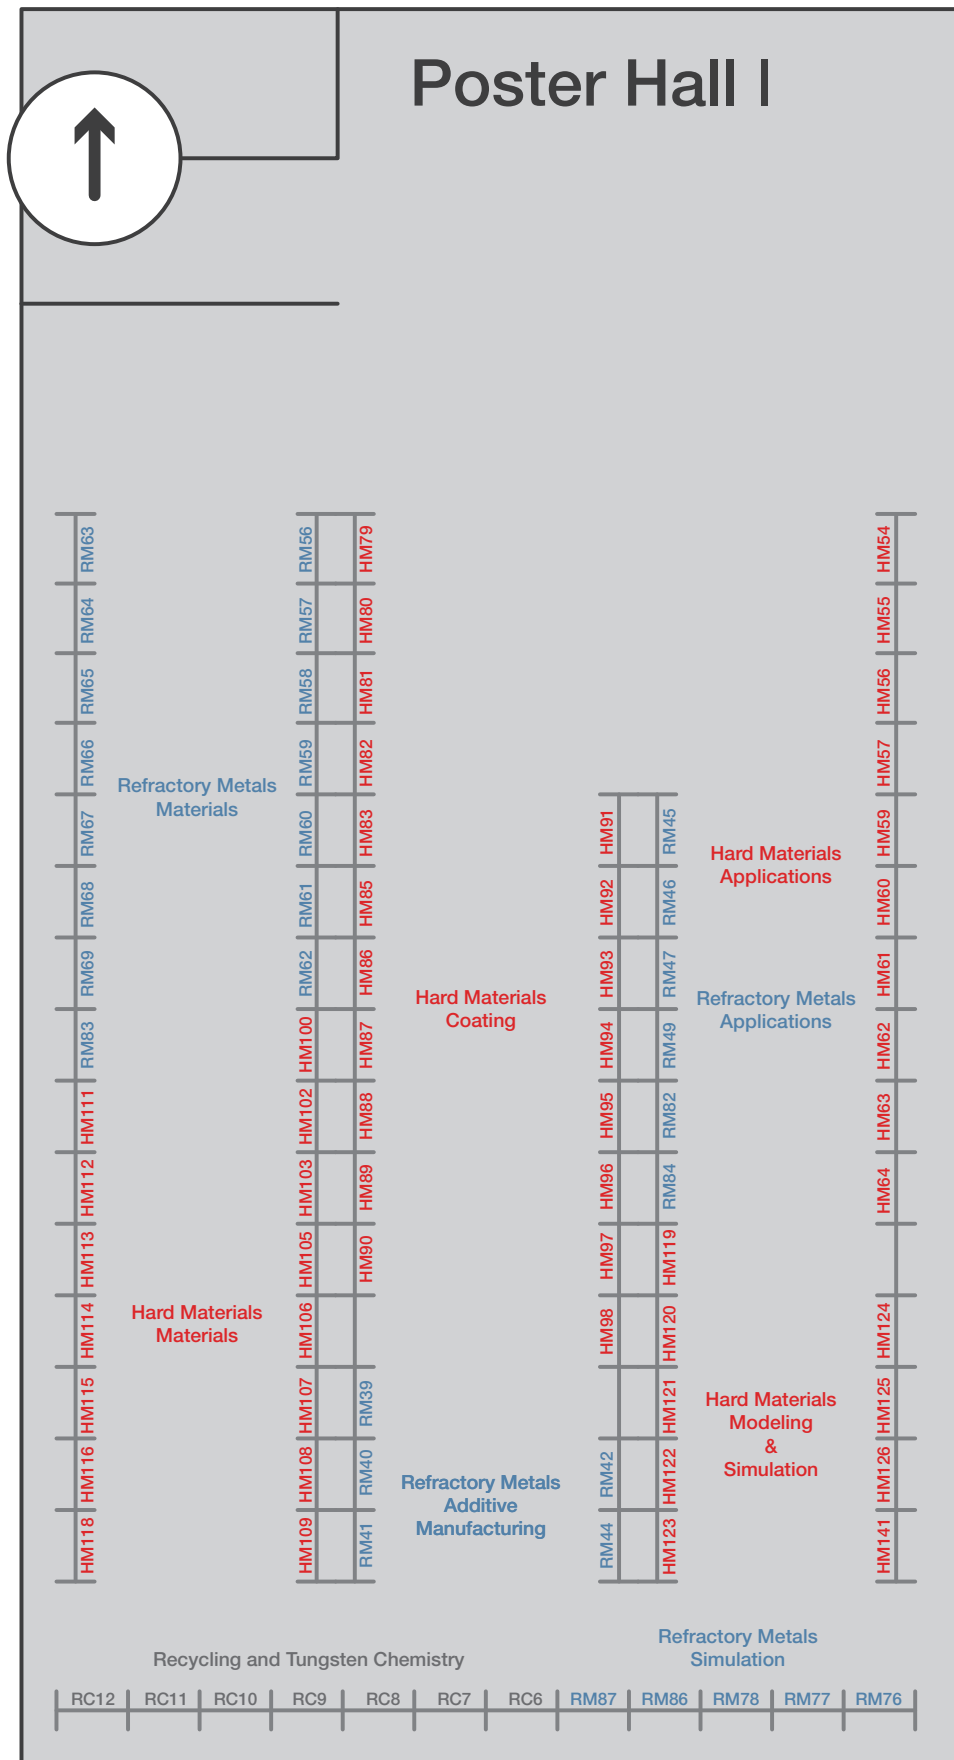 Poster Hall I
RM63
RM64
RM65
RM66
RM67
RM68
RM69
RM83
HM111
HM112
HM113
HM114
HM115
HM116
HM118
Refractory Metals
Materials
Hard Materials
Materials
RM56
RM57
RM58
RM59
RM60
RM61
RM62
HM100
HM102
HM103
HM105
HM106
HM107
HM108
HM109
HM79
HM80
HM81
HM82
HM83
HM85
HM86
HM87
HM88
HM89
HM90
RM39
RM40
RM41
Hard Materials
Coating
Refractory Metals
Additive
Manufacturing
HM91
HM92
HM93
HM94
HM95
HM96
HM97
HM98
RM42
RM44
RM45
RM46
RM47
RM49
RM82
RM84
HM119
HM120
HM121
HM122
HM123
Hard Materials
Applications
Refractory Metals
Applications
Hard Materials
Modeling
&
Simulation
HM54
HM55
HM56
HM57
HM59
HM60
HM61
HM62
HM63
HM64
HM124
HM125
HM126
HM141
Recycling and Tungsten Chemistry
Refractory Metals
Simulation
RC12 RC11 RC10 RC9 RC8 RC7 RC6 RM87 RM86 RM78 RM77 RM76